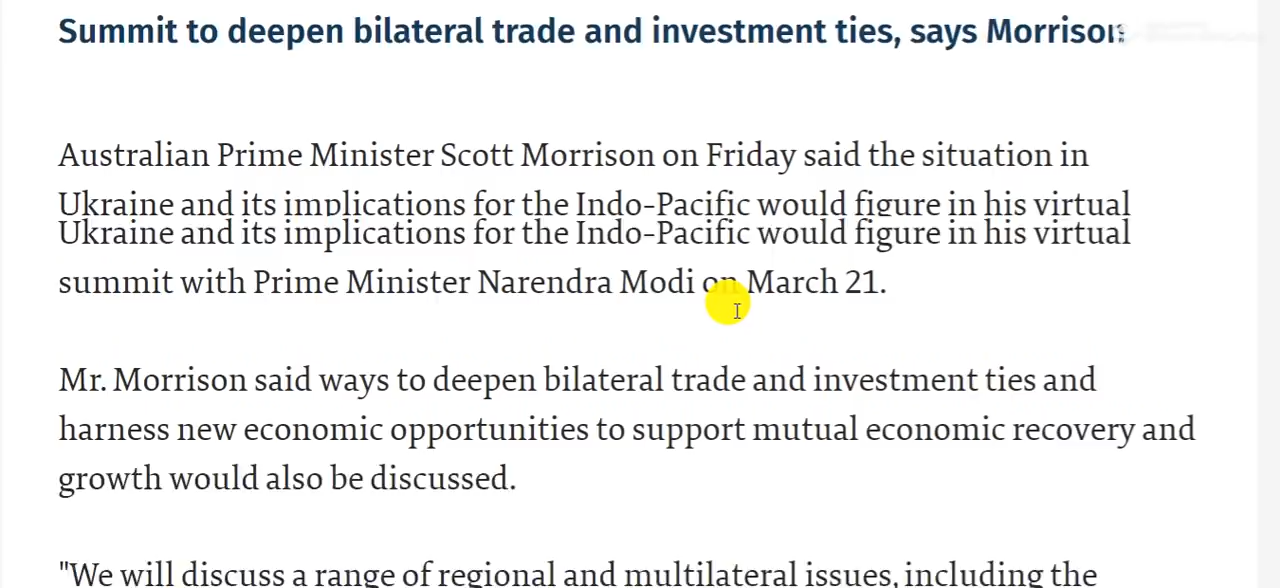 Summit to deepen bilateral trade and investment ties, says Morrison
Australian Prime Minister Scott Morrison on Friday said the situation in
Ukraine and its implications for the Indo-Pacific would figure in his virtual
Ukraine and its implications for the Indo-Pacific would figure in his virtual
summit with Prime Minister Narendra Modi on March 21.
Mr. Morrison said ways to deepen bilateral trade and investment ties and
harness new economic opportunities to support mutual economic recovery and
growth would also be discussed.
"We will discuss a range of regional and multilateral issues, including the